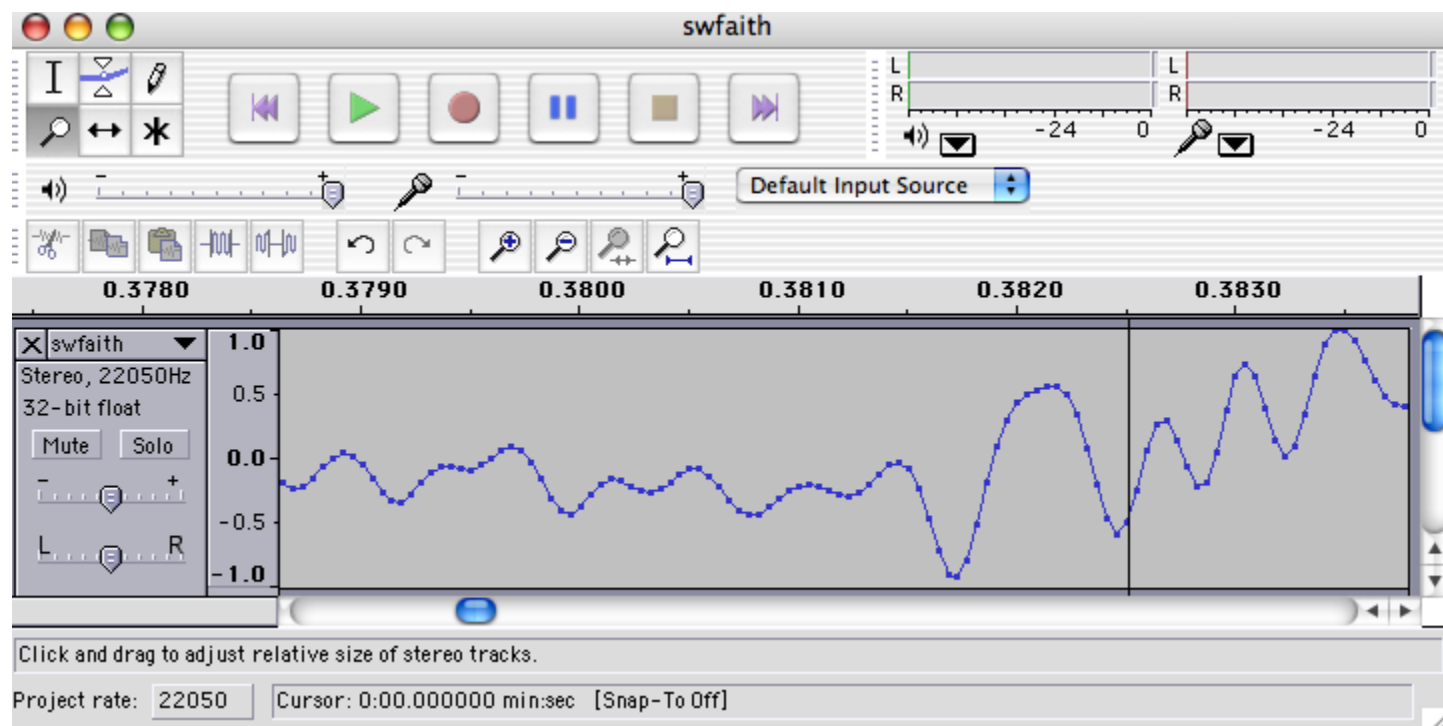 swfaith
L L
R R
-24 0 -24 0
- + - + Default Input Source
0.3780 0.3790 0.3800 0.3810 0.3820 0.3830
X swfaith
Stereo, 22050Hz
32-bit float
Mute Solo
- +
L R
1.0
0.5
0.0
-0.5
-1.0
Click and drag to adjust relative size of stereo tracks.
Project rate: 22050 Cursor: 0:00.000000 min:sec [Snap-To Off]